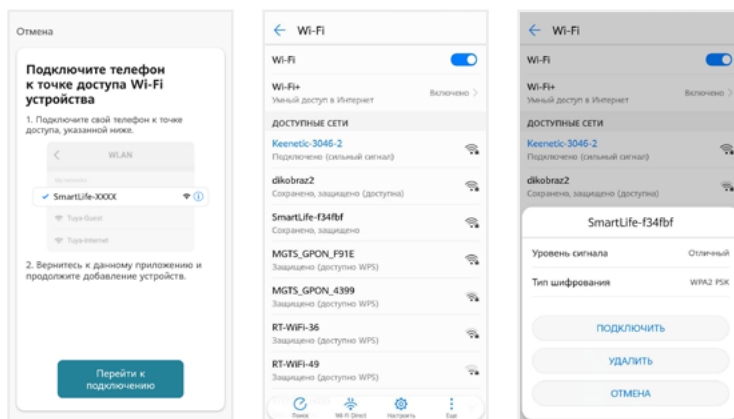 Отмена
Подключите телефон
к точке доступа Wi-Fi
устройства
1. Подключите свой телефон к точке
доступа, указанной ниже.
WLAN
SmartLife-XXXX
Tuya-Guest
Tuya-Internet
2. Вернитесь к данному приложению и
продолжите добавление устройств.
Перейти к
подключению
Wi-Fi
Wi-Fi
Wi-Fi+
Умный доступ в Интернет
Включено
ДОСТУПНЫЕ СЕТИ
Keenetic-3046-2
Подключено (сильный сигнал)
dikobraz2
Сохранено, защищено (доступна)
SmartLife-f34fbf
Сохранено, защищено
MGTS_GPON_F91E
Защищено (доступно WPS)
MGTS_GPON_4399
Защищено (доступно WPS)
RT-WiFi-36
Защищено (доступно WPS)
RT-WiFi-49
Защищено (доступно WPS)
Поиск
Wi-Fi Direct
Настроить
Еще
Wi-Fi
Wi-Fi
Wi-Fi+
Умный доступ в Интернет
Включено
ДОСТУПНЫЕ СЕТИ
Keenetic-3046-2
Подключено (сильный сигнал)
dikobraz2
Сохранено, защищено (доступна)
SmartLife-f34fbf
Уровень сигнала
Отличный
Тип шифрования
WPA2 PSK
ПОДКЛЮЧИТЬ
УДАЛИТЬ
ОТМЕНА